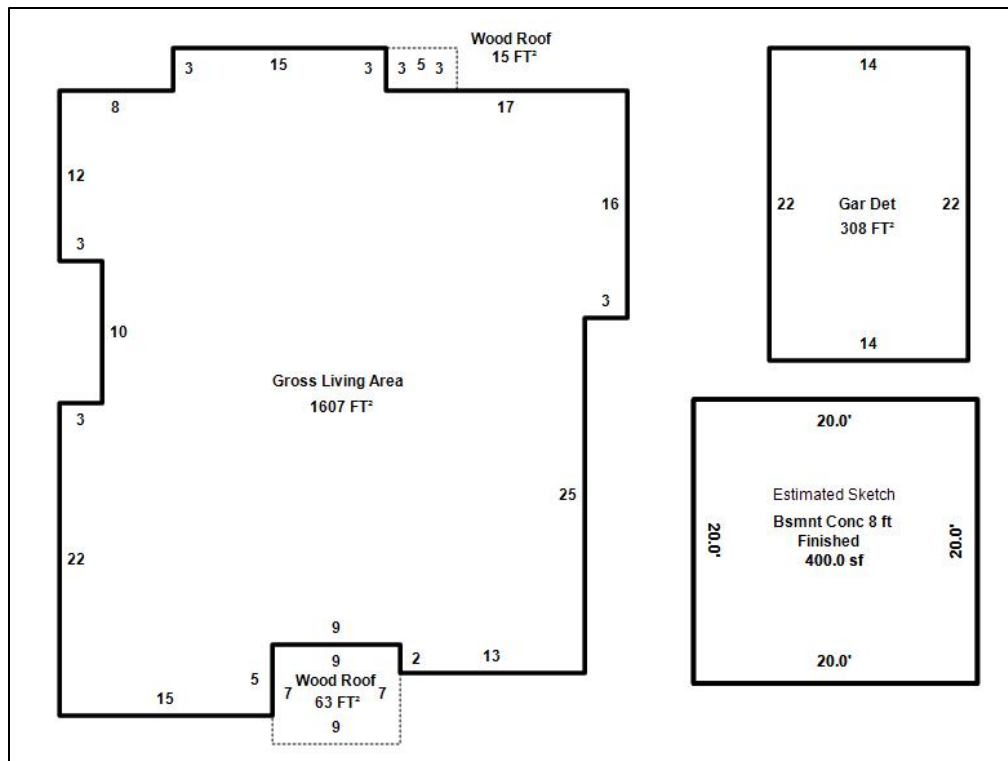 Wood Roof
15 FT²
3 15 3 3 5 3
8
17
12
16
3
3
10
Gross Living Area
1607 FT²
3
25
22
9
9
2
13
5
7
Wood Roof
7
63 FT²
15
9
14
22
Gar Det
22
308 FT²
14
20.0'
Estimated Sketch
Bsmnt Conc 8 ft
Finished
400.0 sf
20.0'
20.0'
20.0'